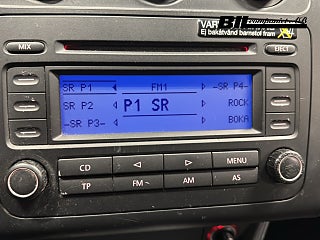 VAR
Ej bakåtvänd barnstol fram
MIX
EJECT
SR P1 FM1 -SR P4-
SR P2 P1 SR ROCK
-SR P3- BOKA
CD MENU
TP FM AM AS